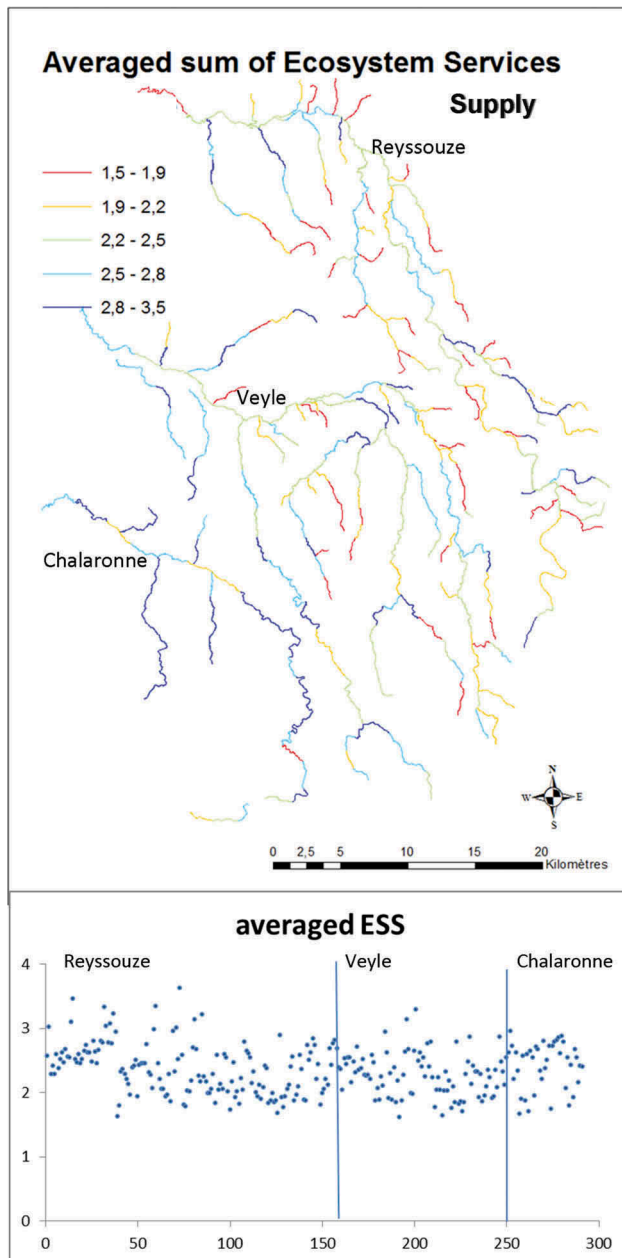 Averaged sum of Ecosystem Services
Supply
Reyssouze
1,5 - 1,9
1,9 - 2,2
2,2 - 2,5
2,5 - 2,8
2,8 - 3,5
Veyle
Chalaronne
N
W E
S
0 2,5 5 10 15 20
Kilomètres
averaged ESS
Reyssouze Veyle Chalaronne
4
3
2
1
0
0 50 100 150 200 250 300